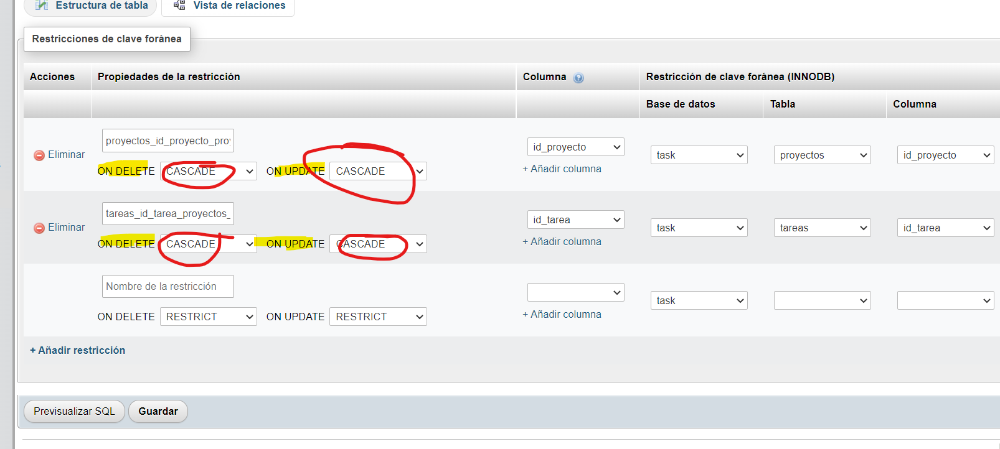 Estructura de tabla Vista de relaciones
Restricciones de clave foránea
Acciones Propiedades de la restricción Columna Restricción de clave foránea (INNODB)
Base de datos Tabla Columna
proyectos_id_proyecto_proy
Eliminar
id_proyecto task proyectos id_proyecto
ON DELETE CASCADE ON UPDATE CASCADE + Añadir columna
tareas_id_tarea_proyectos_
Eliminar
id_tarea task tareas id_tarea
ON DELETE CASCADE ON UPDATE CASCADE + Añadir columna
Nombre de la restricción
task
ON DELETE RESTRICT ON UPDATE RESTRICT + Añadir columna
+ Añadir restricción
Previsualizar SQL Guardar